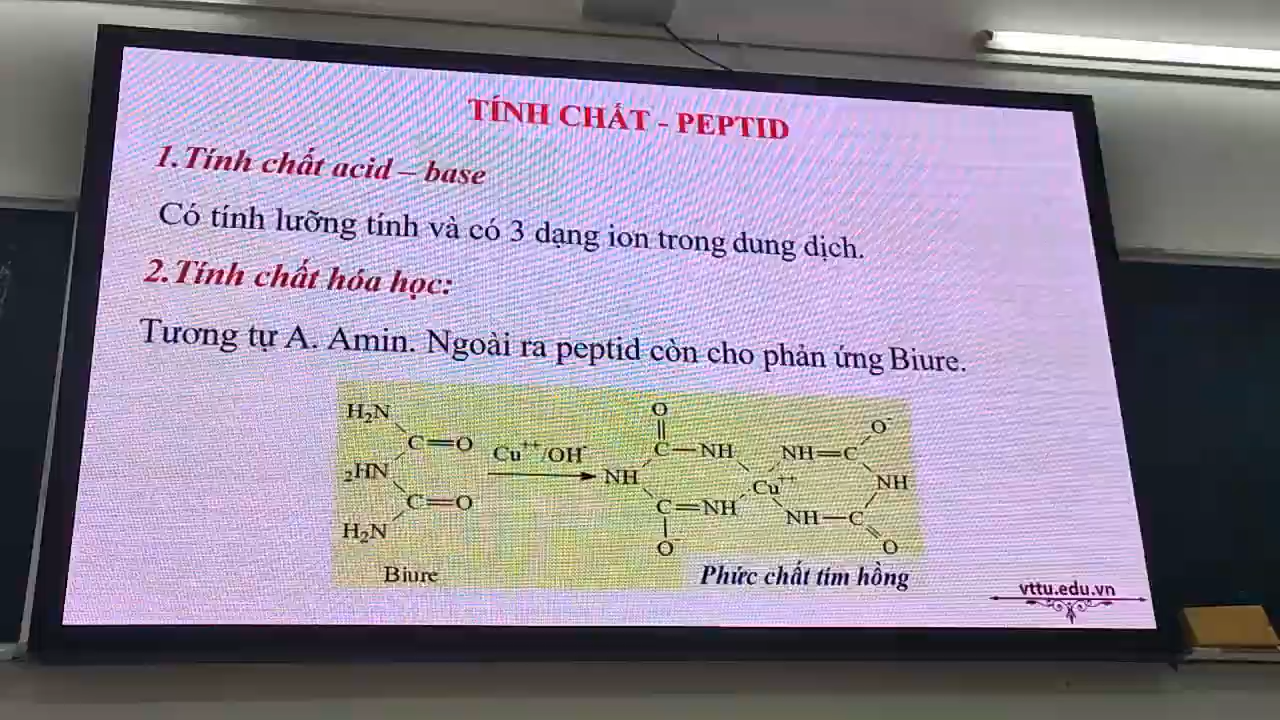 TÍNH CHẤT - PEPTID
1. Tính chất acid – base
Có tính lưỡng tính và có 3 dạng ion trong dung dịch.
2. Tính chất hóa học:
Tương tự A. Amin. Ngoài ra peptid còn cho phản ứng Biure.
H₂N
C=O
₂HN
C=O
H₂N
Biure
Cu⁺⁺/OH⁻
O
C—NH
NH
C=NH
O⁻
Cu⁺⁺
O⁻
NH=C
NH
NH—C
O
Phức chất tím hồng
vttu.edu.vn